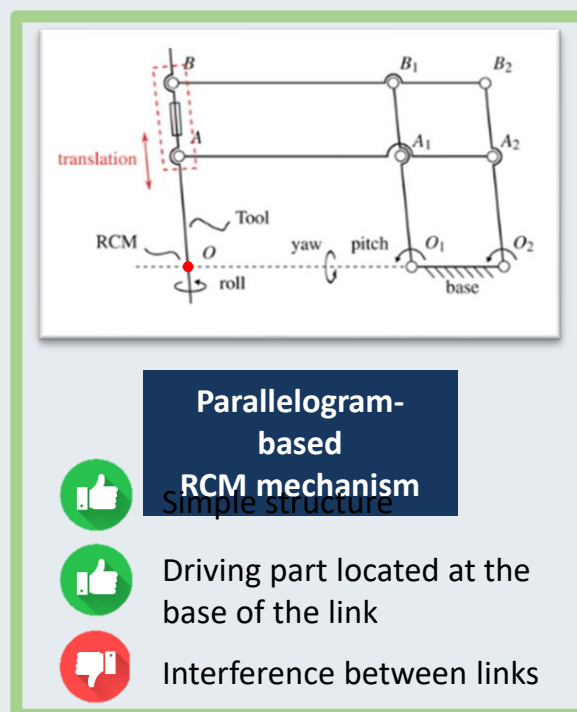 B
B1
B2
A
A1
A2
translation
Tool
RCM
O
yaw
pitch
O1
O2
roll
base
Parallelogram-
based
RCM mechanism
Simple structure
Driving part located at the
base of the link
Interference between links